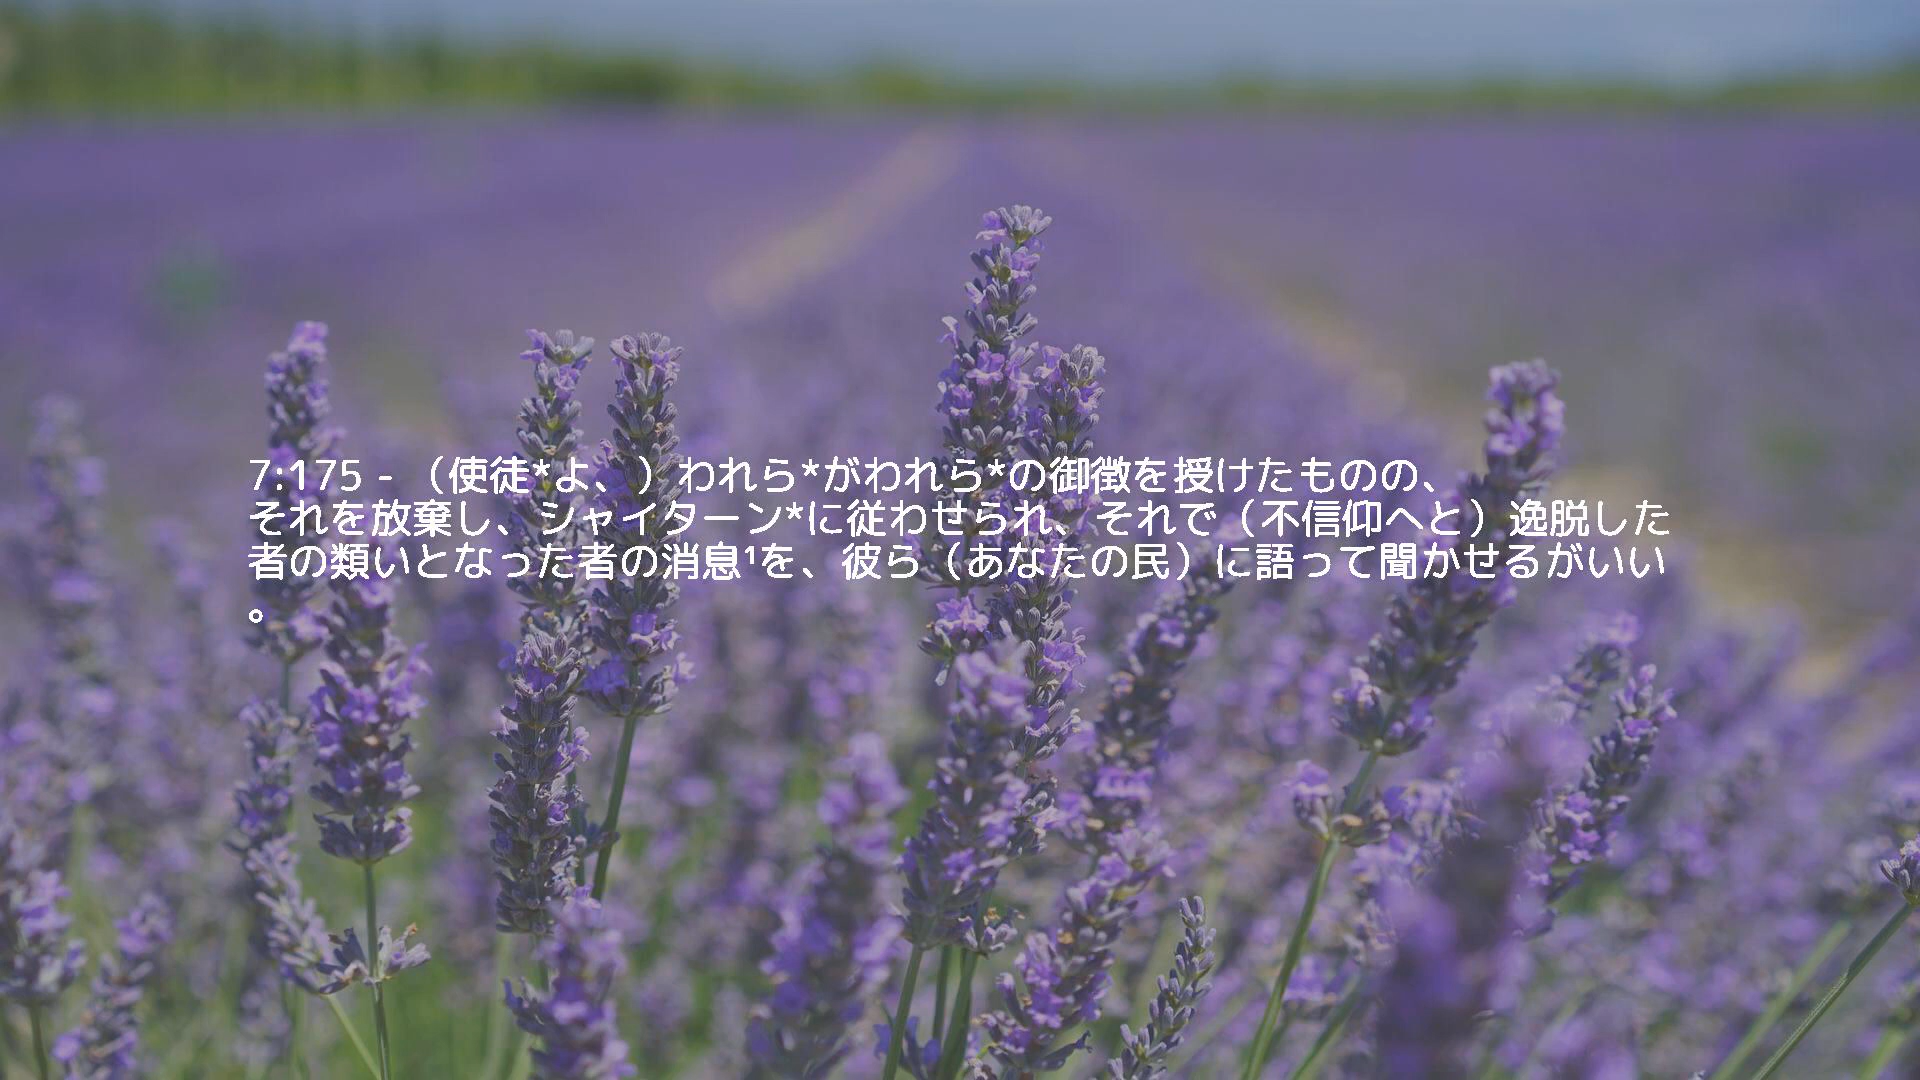 7:175 - （使徒*よ、）われら*がわれら*の御徴を授けたものの、
それを放棄し、シャイターン*に従わせられ、それで（不信仰へと）逸脱した
者の類いとなった者の消息¹を、彼ら（あなたの民）に語って聞かせるがいい
。